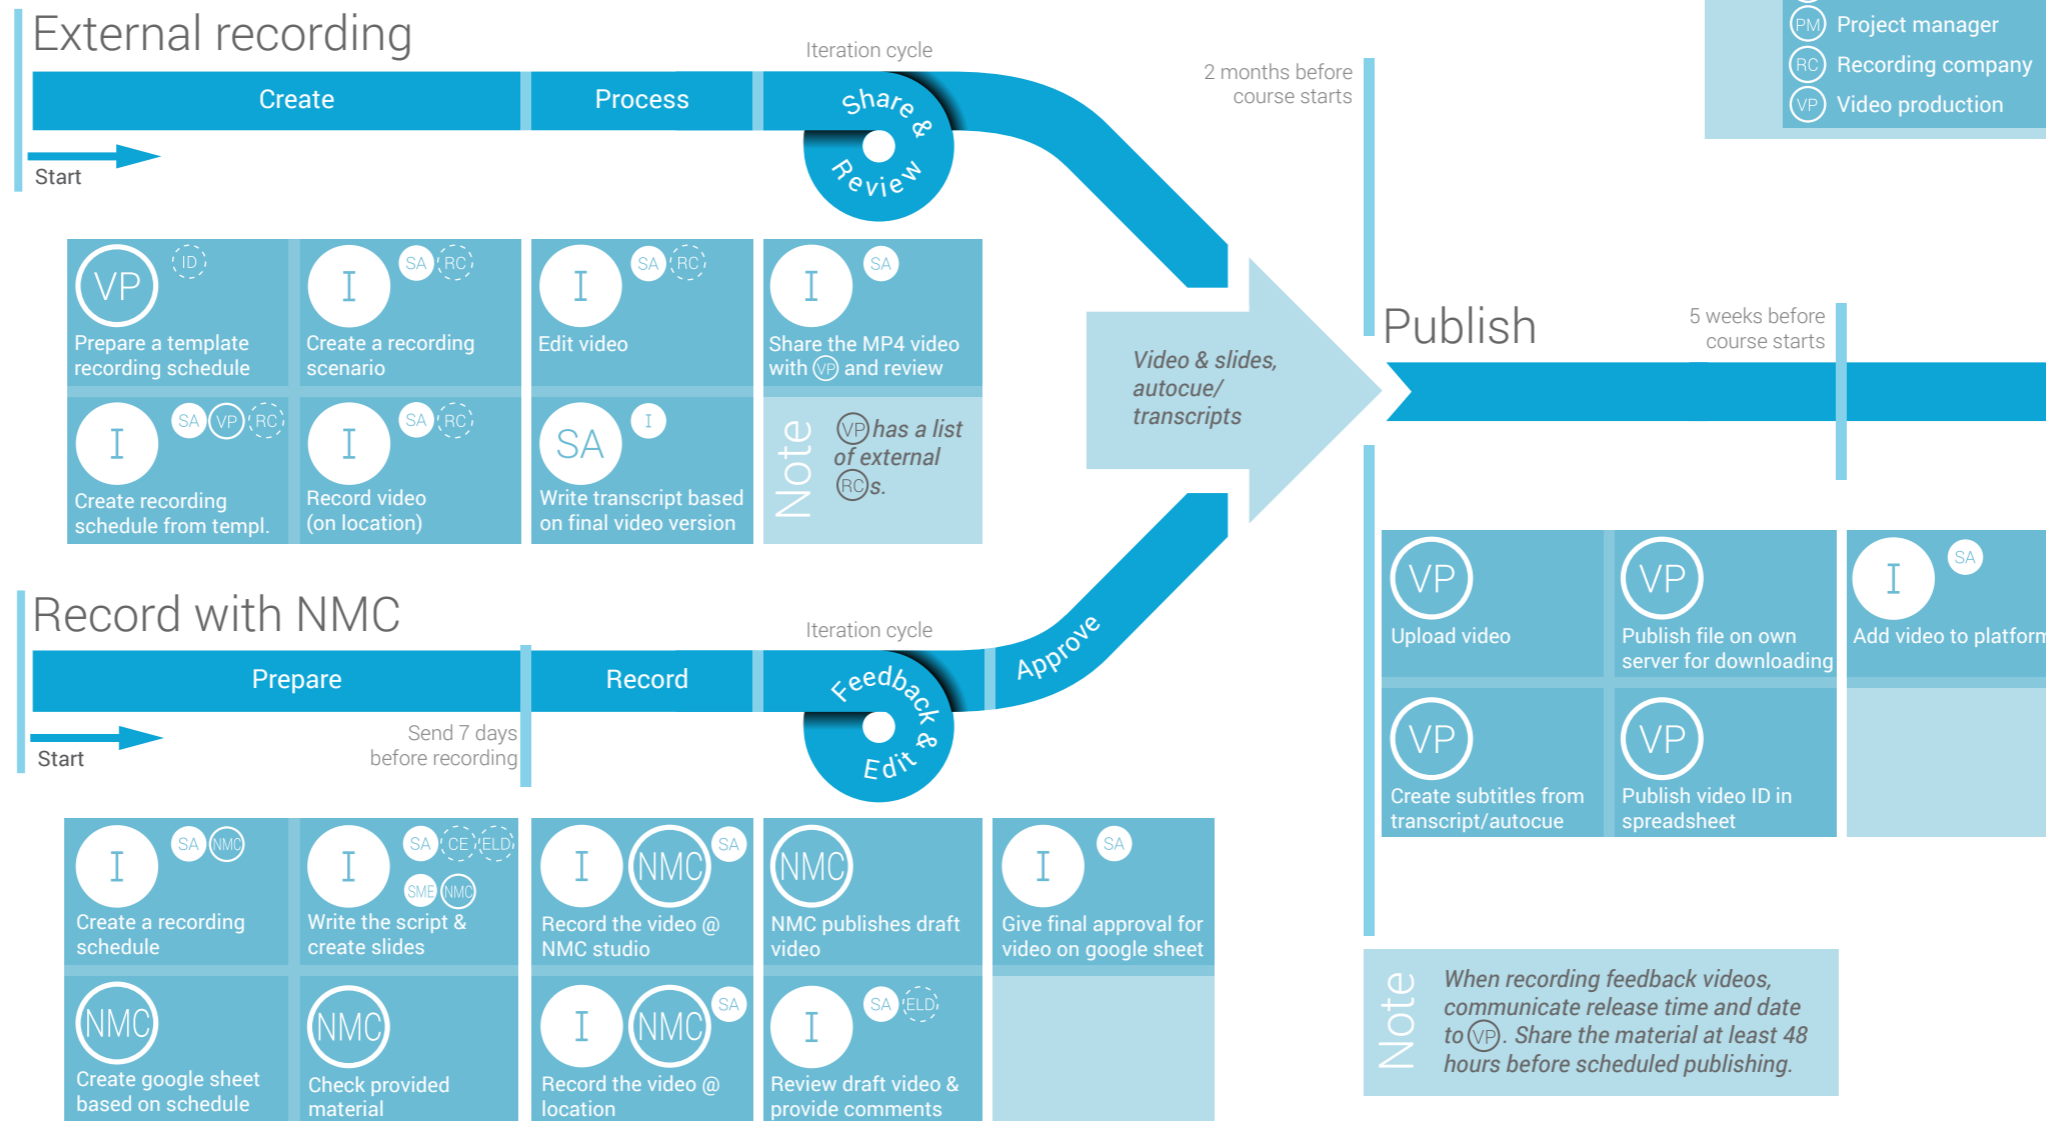 External recording
Iteration cycle
Create
Process
Share &
Review
Start
2 months before
course starts
PM Project manager
RC Recording company
VP Video production
VP ID
Prepare a template
recording schedule
I SA RC
Create a recording
scenario
I SA RC
Edit video
I SA
Share the MP4 video
with VP and review
I SA VP RC
Create recording
schedule from templ.
I SA RC
Record video
(on location)
SA I
Write transcript based
on final video version
Note
VP has a list
of external
RCs.
Video & slides,
autocue/
transcripts
Publish
5 weeks before
course starts
VP
Upload video
VP
Publish file on own
server for downloading
I SA
Add video to platform
VP
Create subtitles from
transcript/autocue
VP
Publish video ID in
spreadsheet
Note
When recording feedback videos,
communicate release time and date
to VP. Share the material at least 48
hours before scheduled publishing.
Record with NMC
Iteration cycle
Prepare
Record
Feedback &
Edit
Approve
Start
Send 7 days
before recording
I SA NMC
Create a recording
schedule
I SA CE ELD
SME NMC
Write the script &
create slides
I NMC SA
Record the video @
NMC studio
NMC
NMC publishes draft
video
I SA
Give final approval for
video on google sheet
NMC
Create google sheet
based on schedule
NMC
Check provided
material
I NMC SA
Record the video @
location
I SA ELD
Review draft video &
provide comments